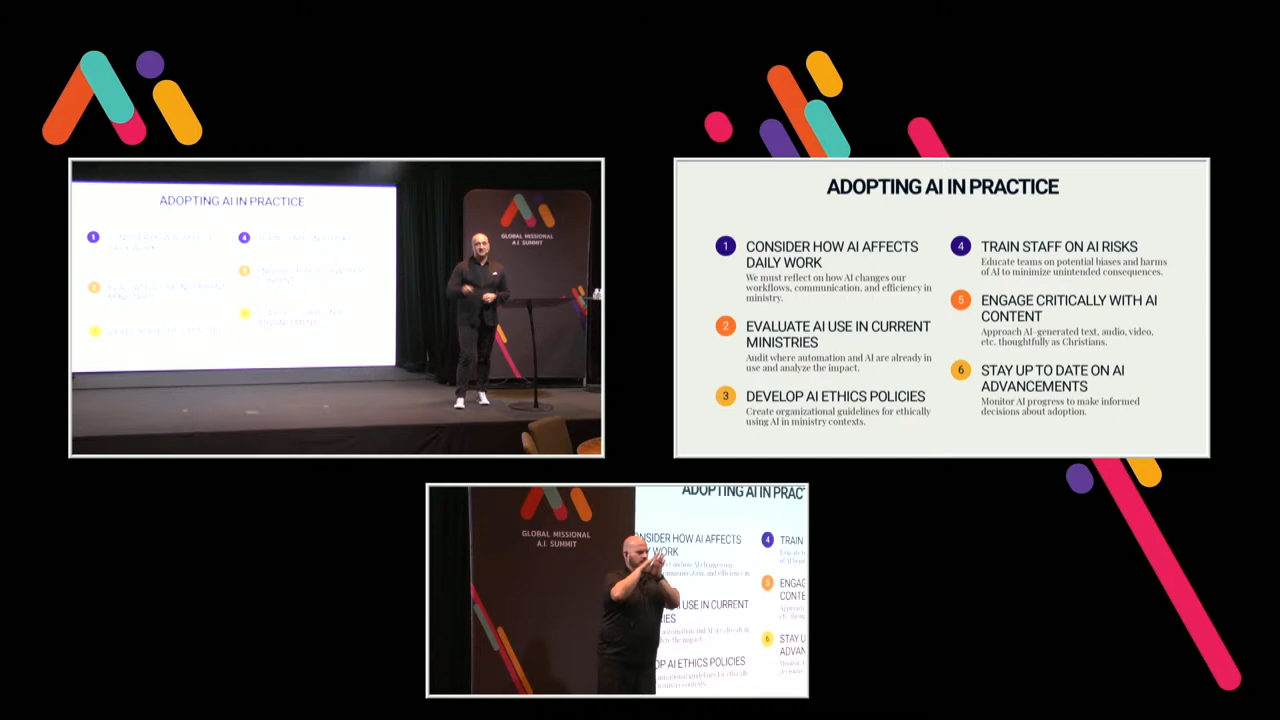 ADOPTING AI IN PRACTICE
1
4
GLOBAL MISSIONAL
A.I. SUMMIT
ADOPTING AI IN PRACTICE
1
CONSIDER HOW AI AFFECTS
DAILY WORK
We must reflect on how AI changes our
workflows, communication, and efficiency in
ministry.
2
EVALUATE AI USE IN CURRENT
MINISTRIES
Audit where automation and AI are already in
use and analyze the impact.
3
DEVELOP AI ETHICS POLICIES
Create organizational guidelines for ethically
using AI in ministry contexts.
4
TRAIN STAFF ON AI RISKS
Educate teams on potential biases and harms
of AI to minimize unintended consequences.
5
ENGAGE CRITICALLY WITH AI
CONTENT
Approach AI-generated text, audio, video,
etc. thoughtfully as Christians.
6
STAY UP TO DATE ON AI
ADVANCEMENTS
Monitor AI progress to make informed
decisions about adoption.
GLOBAL MISSIONAL
A.I. SUMMIT
ADOPTING AI IN PRAC
NSIDER HOW AI AFFECTS
Y WORK
USE IN CURRENT
IES
OP AI ETHICS POLICIES
4
TRAIN
5
ENGAG
CONTE
6
STAY U
ADVAN